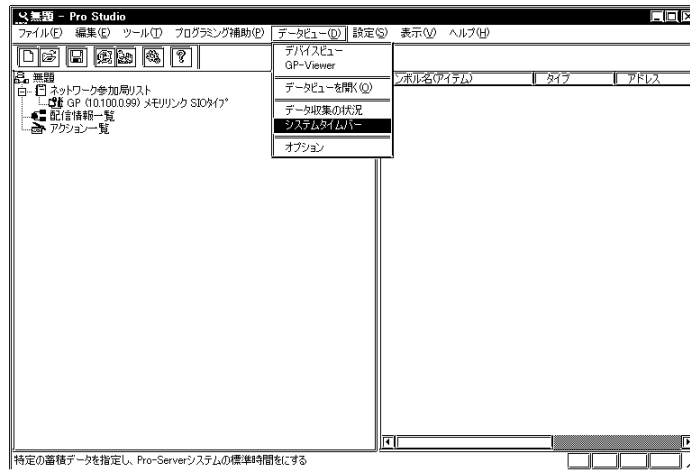 無題 - Pro Studio
ファイル(F) 編集(E) ツール(T) プログラミング補助(P) データビュー(D) 設定(S) 表示(V) ヘルプ(H)
デバイスビュー
GP-Viewer
データビューを開く(O)
データ収集の状況
システムタイムバー
オプション
無題
ネットワーク参加局リスト
GP (10.100.0.99) メモリリンク SIOタイプ
配信情報一覧
アクション一覧
ンボル名(アイテム) タイプ アドレス
特定の蓄積データを指定し、Pro-Serverシステムの標準時間をにする